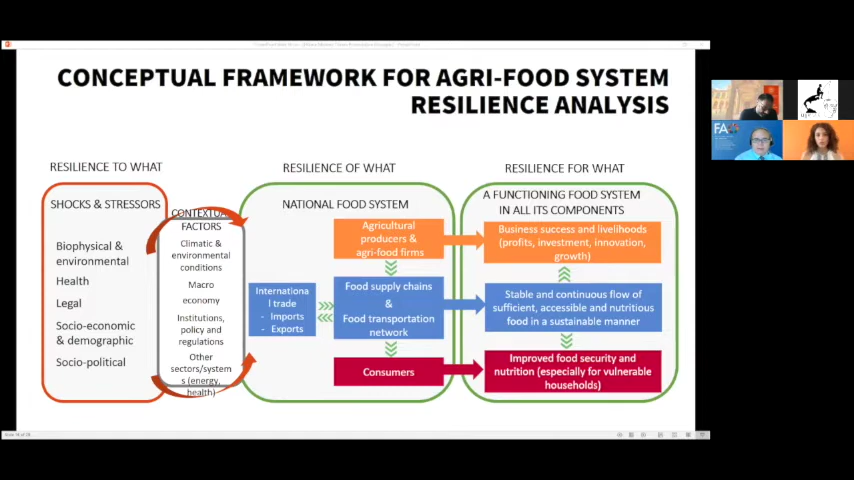 CONCEPTUAL FRAMEWORK FOR AGRI-FOOD SYSTEM
RESILIENCE ANALYSIS
RESILIENCE TO WHAT
RESILIENCE OF WHAT
RESILIENCE FOR WHAT
SHOCKS & STRESSORS
Biophysical &
environmental
Health
Legal
Socio-economic
& demographic
Socio-political
CONTEXTUAL
FACTORS
Climatic &
environmental
conditions
Macro
economy
Institutions,
policy and
regulations
Other
sectors/system
s (energy,
health)
NATIONAL FOOD SYSTEM
Agricultural
producers &
agri-food firms
Internationa
l trade
- Imports
- Exports
Food supply chains
&
Food transportation
network
Consumers
A FUNCTIONING FOOD SYSTEM
IN ALL ITS COMPONENTS
Business success and livelihoods
(profits, investment, innovation,
growth)
Stable and continuous flow of
sufficient, accessible and nutritious
food in a sustainable manner
Improved food security and
nutrition (especially for vulnerable
households)
FA